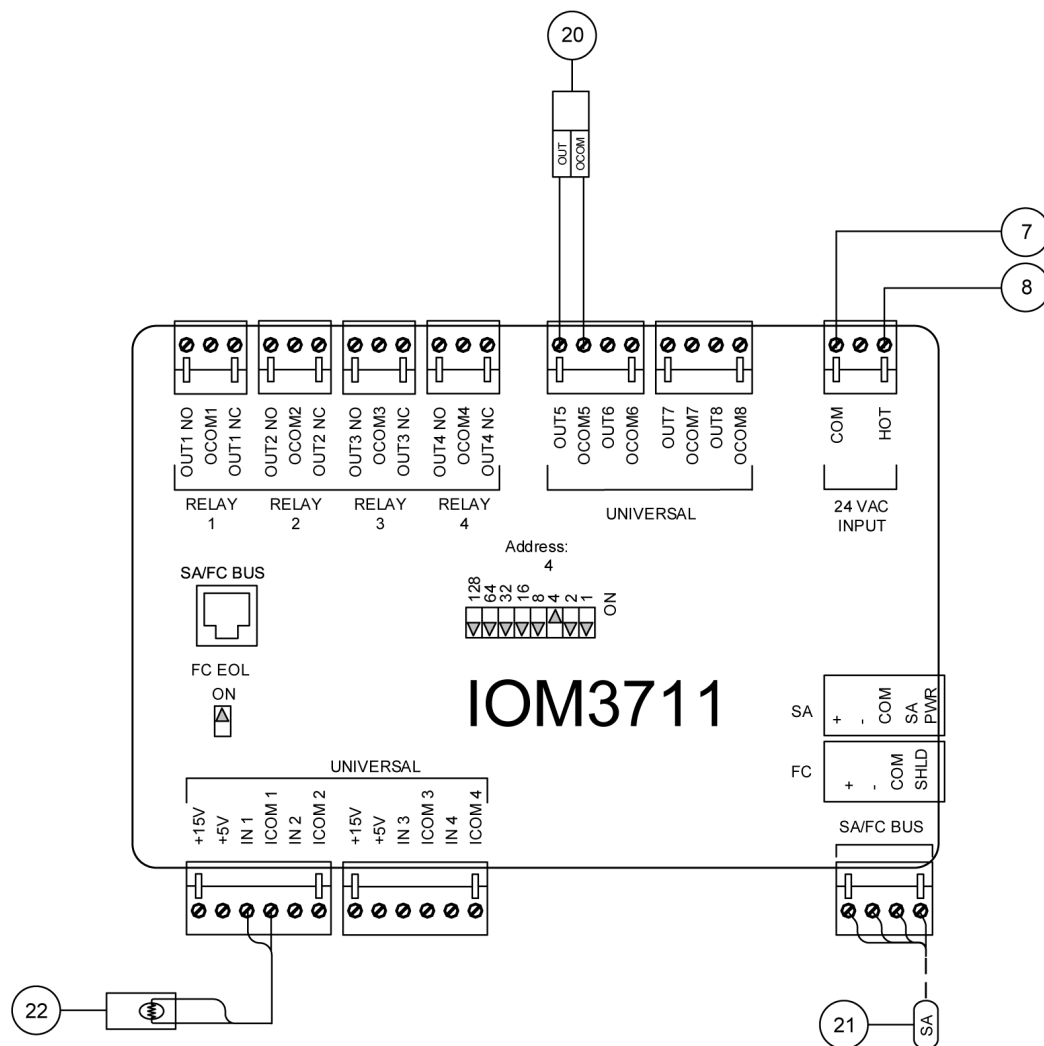 20
OUT
OCOM
7
8
OUT1 NO
OCOM1
OUT1 NC
OUT2 NO
OCOM2
OUT2 NC
OUT3 NO
OCOM3
OUT3 NC
OUT4 NO
OCOM4
OUT4 NC
OUT5
OCOM5
OUT6
OCOM6
OUT7
OCOM7
OUT8
OCOM8
COM
HOT
RELAY
1
RELAY
2
RELAY
3
RELAY
4
UNIVERSAL
24 VAC
INPUT
Address:
4
128
64
32
16
8
4
2
1
ON
SA/FC BUS
FC EOL
ON
IOM3711
SA
+
-
COM
SA
PWR
FC
+
-
COM
SHLD
SA/FC BUS
UNIVERSAL
+15V
+5V
IN 1
ICOM 1
IN 2
ICOM 2
+15V
+5V
IN 3
ICOM 3
IN 4
ICOM 4
22
21
SA